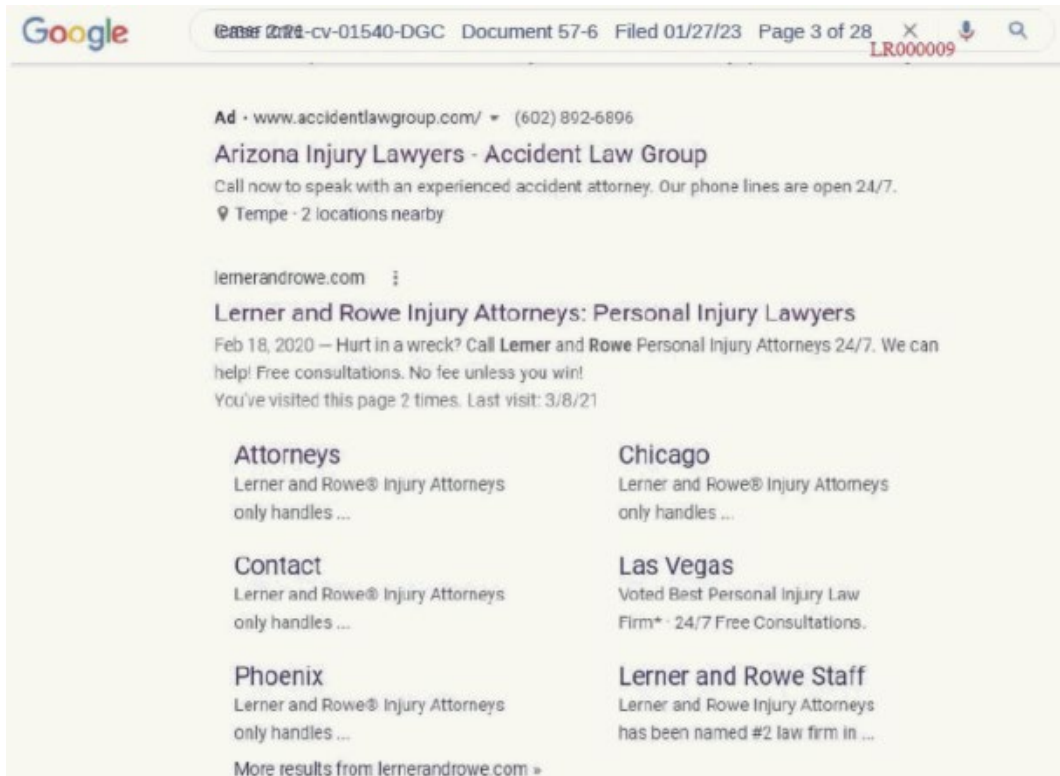 Google
Case 2:21-cv-01540-DGC Document 57-6 Filed 01/27/23 Page 3 of 28
LR000009
Ad · www.accidentlawgroup.com/ (602) 892-6896
Arizona Injury Lawyers - Accident Law Group
Call now to speak with an experienced accident attorney. Our phone lines are open 24/7.
Tempe · 2 locations nearby
lernerandrowe.com
Lerner and Rowe Injury Attorneys: Personal Injury Lawyers
Feb 18, 2020 — Hurt in a wreck? Call Lerner and Rowe Personal Injury Attorneys 24/7. We can
help! Free consultations. No fee unless you win!
You've visited this page 2 times. Last visit: 3/8/21
Attorneys
Lerner and Rowe® Injury Attorneys
only handles ...
Chicago
Lerner and Rowe® Injury Attorneys
only handles ...
Contact
Lerner and Rowe® Injury Attorneys
only handles ...
Las Vegas
Voted Best Personal Injury Law
Firm* · 24/7 Free Consultations.
Phoenix
Lerner and Rowe® Injury Attorneys
only handles ...
Lerner and Rowe Staff
Lerner and Rowe Injury Attorneys
has been named #2 law firm in ...
More results from lernerandrowe.com »